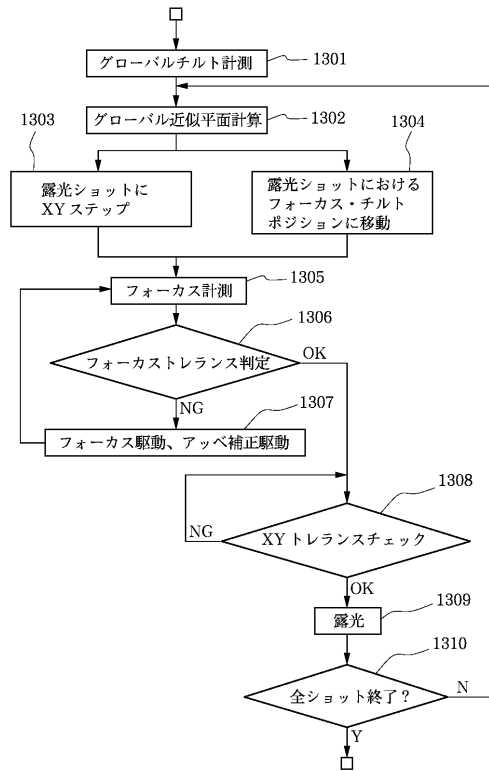 グローバルチルト計測
1301
グローバル近似平面計算
1302
1303
1304
露光ショットに
XYステップ
露光ショットにおける
フォーカス・チルト
ポジションに移動
1305
フォーカス計測
1306
フォーカストレランス判定
OK
NG
1307
フォーカス駆動、アッベ補正駆動
1308
NG
XYトレランスチェック
OK
1309
露光
1310
全ショット終了?
N
Y